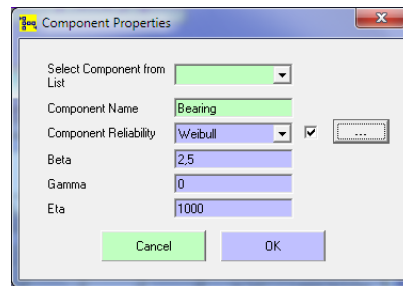 Component Properties
Select Component from
List
Component Name Bearing
Component Reliability Weibull ...
Beta 2,5
Gamma 0
Eta 1000
Cancel OK